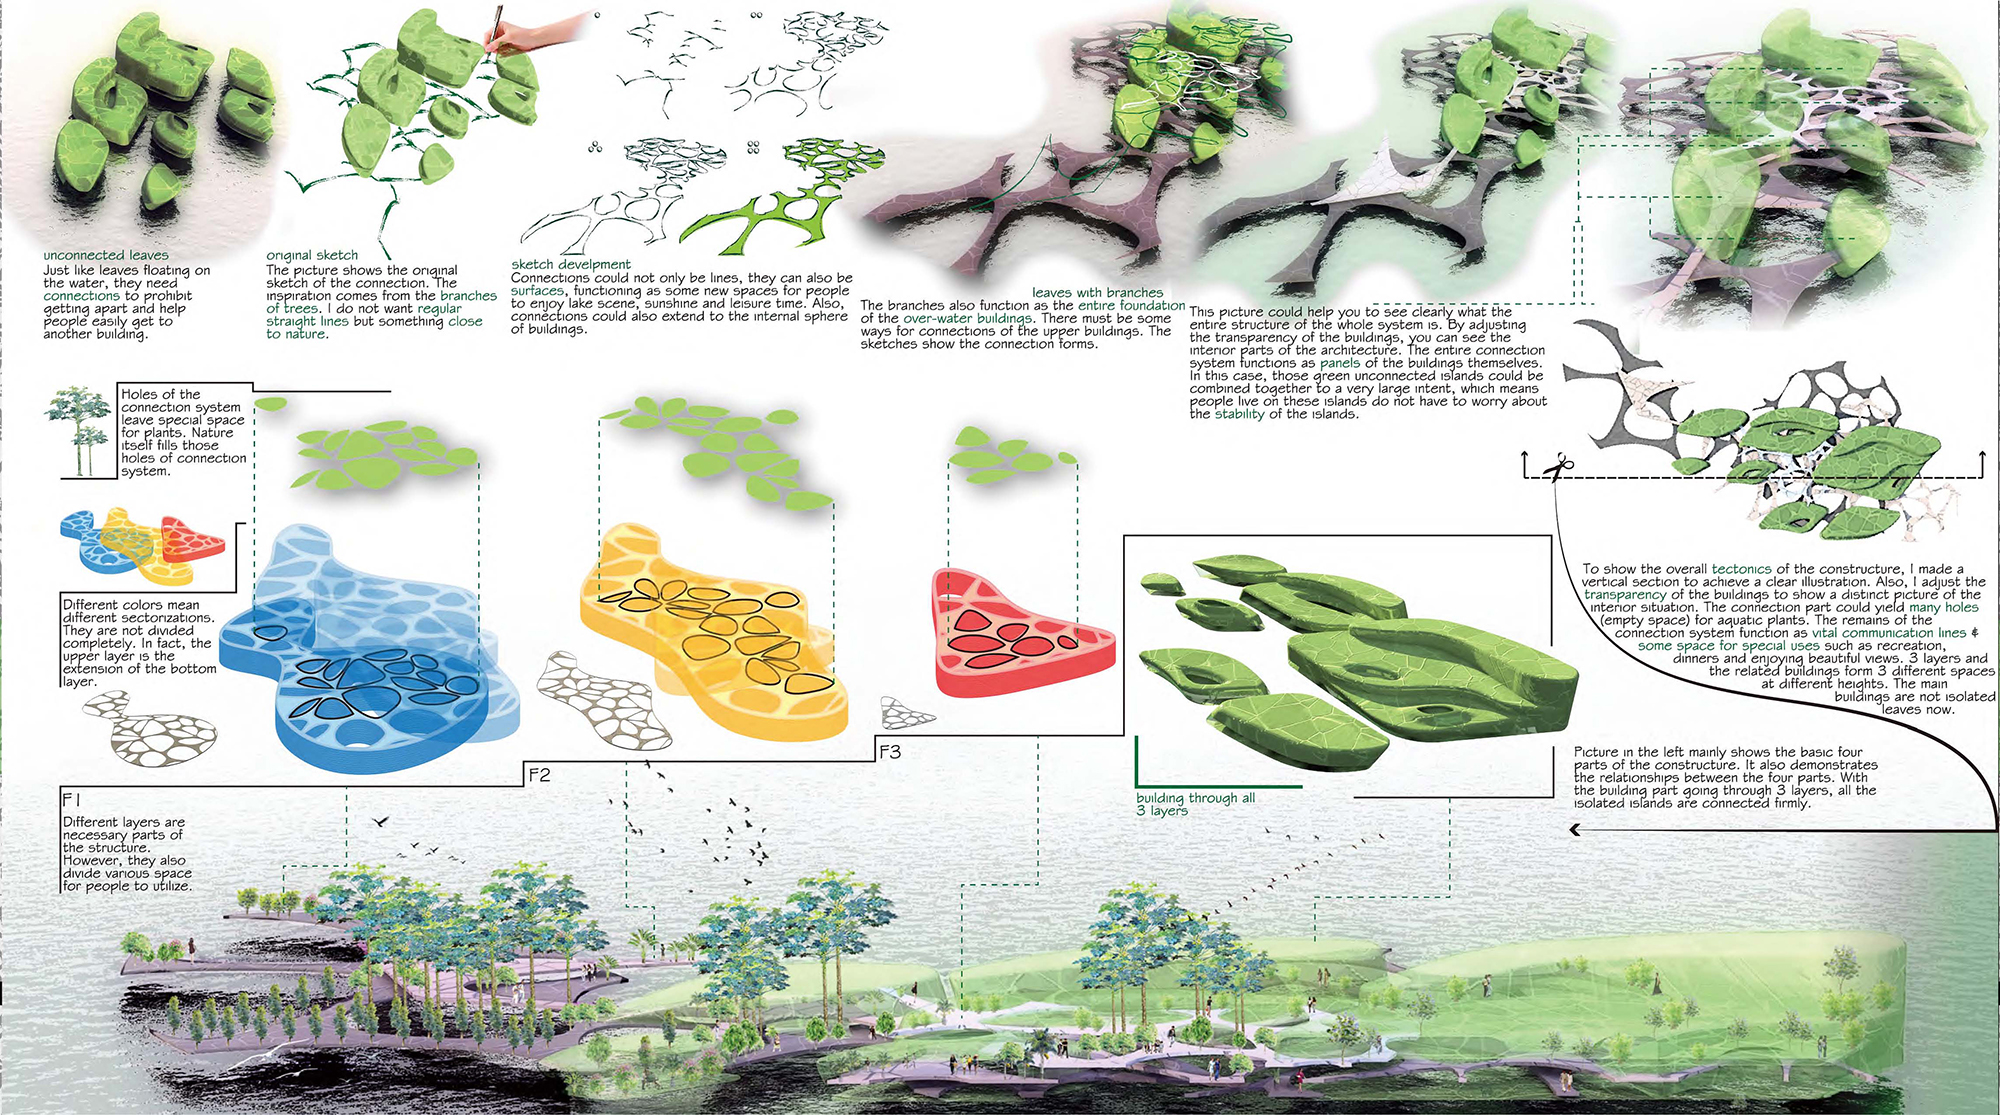 unconnected leaves
Just like leaves floating on
the water, they need
connections to prohibit
getting apart and help
people easily get to
another building.
original sketch
The picture shows the original
sketch of the connection. The
inspiration comes from the branches
of trees. I do not want regular
straight lines but something close
to nature.
sketch develpment
Connections could not only be lines, they can also be
surfaces, functioning as some new spaces for people
to enjoy lake scene, sunshine and leisure time. Also,
connections could also extend to the internal sphere
of buildings.
leaves with branches
The branches also function as the entire foundation
of the over-water buildings. There must be some
ways for connections of the upper buildings. The
sketches show the connection forms.
This picture could help you to see clearly what the
entire structure of the whole system is. By adjusting
the transparency of the buildings, you can see the
interior parts of the architecture. The entire connection
system functions as panels of the buildings themselves.
In this case, those green unconnected islands could be
combined together to a very large intent, which means
people live on these islands do not have to worry about
the stability of the islands.
Holes of the
connection system
leave special space
for plants. Nature
itself fills those
holes of connection
system.
Different colors mean
different sectorizations.
They are not divided
completely. In fact, the
upper layer is the
extension of the bottom
layer.
F1
Different layers are
necessary parts of
the structure.
However, they also
divide various space
for people to utilize.
F2
F3
building through all
3 layers
To show the overall tectonics of the constructure, I made a
vertical section to achieve a clear illustration. Also, I adjust the
transparency of the buildings to show a distinct picture of the
interior situation. The connection part could yield many holes
(empty space) for aquatic plants. The remains of the
connection system function as vital communication lines &
some space for special uses such as recreation,
dinners and enjoying beautiful views. 3 layers and
the related buildings form 3 different spaces
at different heights. The main
buildings are not isolated
leaves now.
Picture in the left mainly shows the basic four
parts of the constructure. It also demonstrates
the relationships between the four parts. With
the building part going through 3 layers, all the
isolated islands are connected firmly.